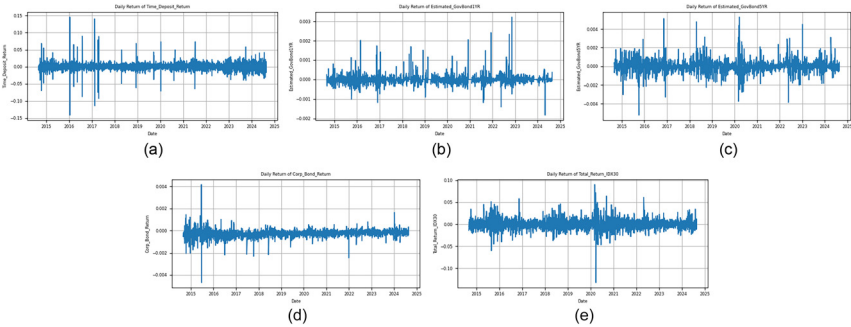 Daily Return of Time_Deposit_Return
Time_Deposit_Return
0.15
0.10
0.05
0.00
−0.05
−0.10
−0.15
2015 2016 2017 2018 2019 2020 2021 2022 2023 2024 2025
Date
(a)
Daily Return of Estimated_GovBond1YR
Estimated_GovBond1YR
0.003
0.002
0.001
0.000
−0.001
−0.002
2015 2016 2017 2018 2019 2020 2021 2022 2023 2024 2025
Date
(b)
Daily Return of Estimated_GovBond5YR
Estimated_GovBond5YR
0.004
0.002
0.000
−0.002
−0.004
2015 2016 2017 2018 2019 2020 2021 2022 2023 2024 2025
Date
(c)
Daily Return of Corp_Bond_Return
Corp_Bond_Return
0.004
0.002
0.000
−0.002
−0.004
2015 2016 2017 2018 2019 2020 2021 2022 2023 2024 2025
Date
(d)
Daily Return of Total_Return_IDX30
Total_Return_IDX30
0.10
0.05
0.00
−0.05
−0.10
2015 2016 2017 2018 2019 2020 2021 2022 2023 2024 2025
Date
(e)